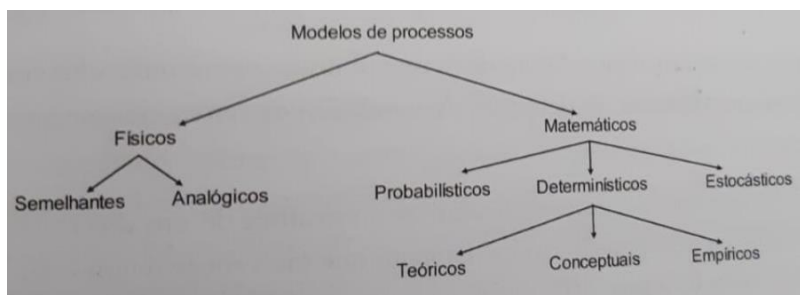 Modelos de processos
Físicos
Matemáticos
Semelhantes
Analógicos
Probabilísticos
Determinísticos
Estocásticos
Teóricos
Conceptuais
Empíricos